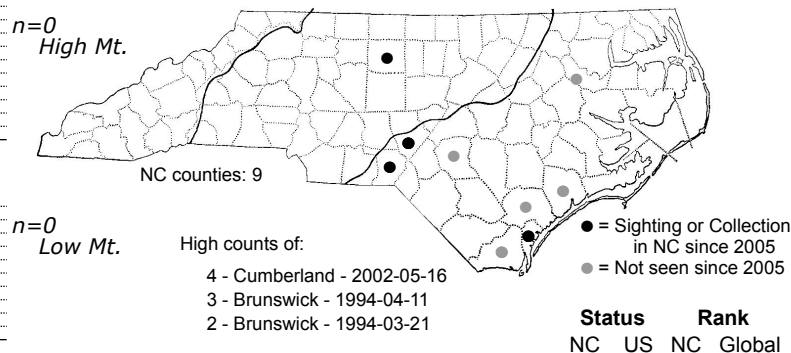 n=0
High Mt.
NC counties: 9
n=0
Low Mt.
High counts of:
4 - Cumberland - 2002-05-16
3 - Brunswick - 1994-04-11
2 - Brunswick - 1994-03-21
= Sighting or Collection
in NC since 2005
= Not seen since 2005
Status Rank
NC US NC Global